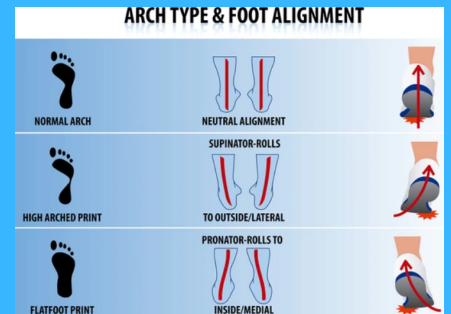 ARCH TYPE & FOOT ALIGNMENT
NORMAL ARCH
NEUTRAL ALIGNMENT
SUPINATOR-ROLLS
HIGH ARCHED PRINT
TO OUTSIDE/LATERAL
PRONATOR-ROLLS TO
FLATFOOT PRINT
INSIDE/MEDIAL